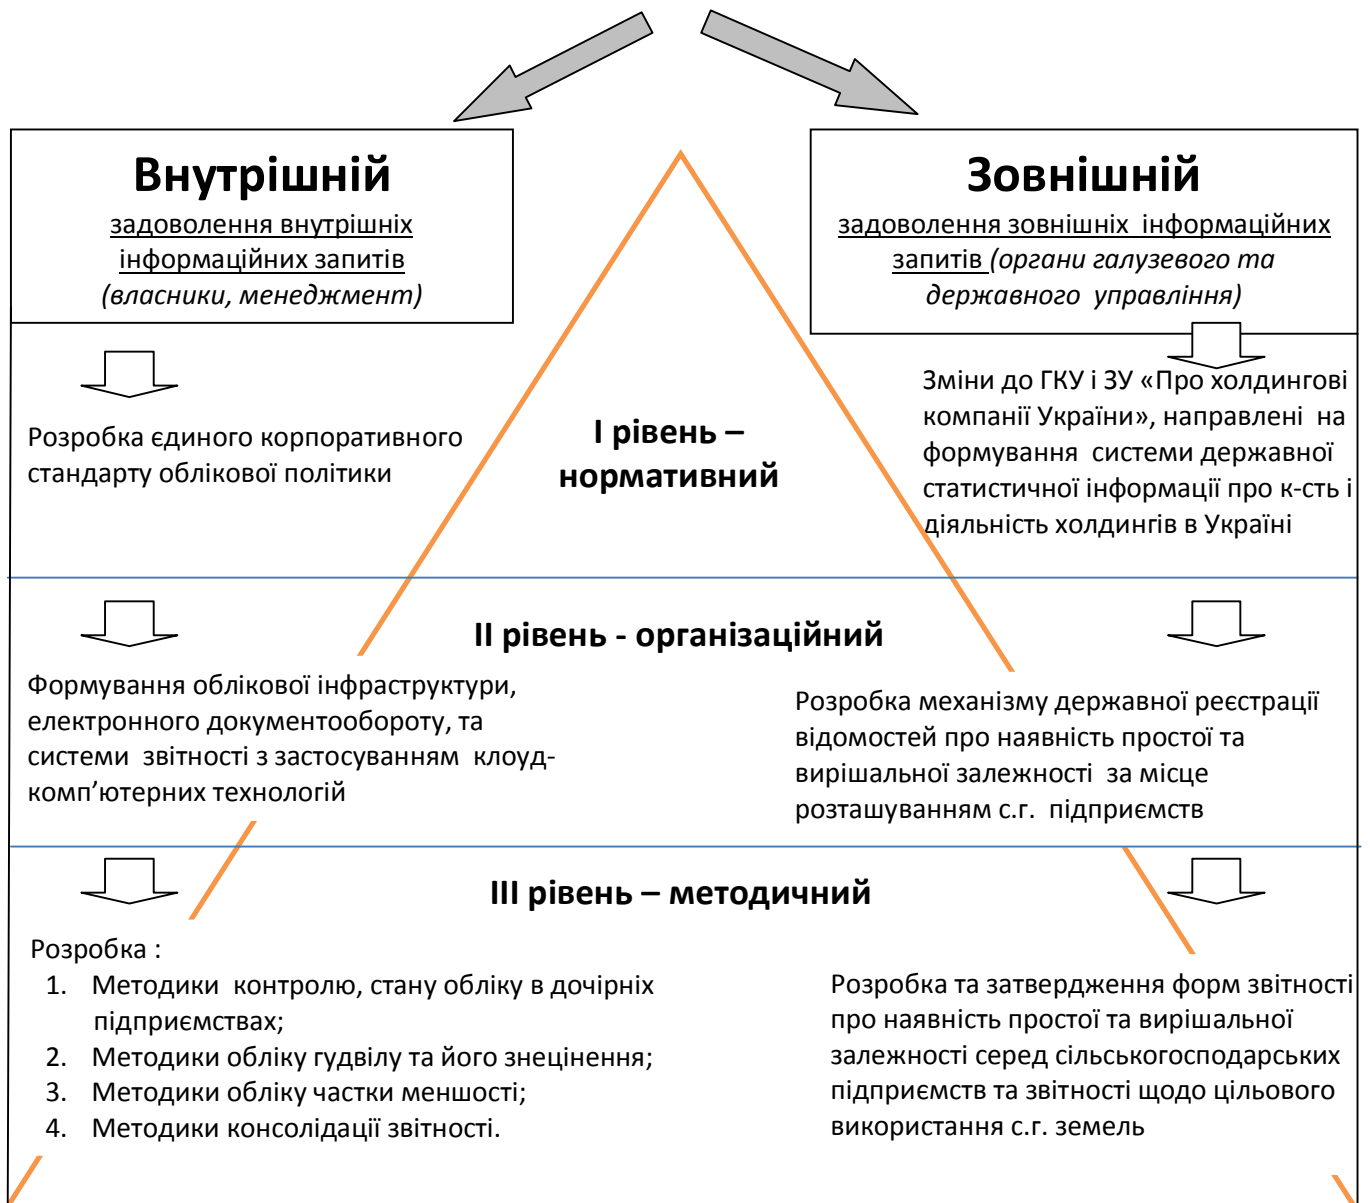 Внутрішній
задоволення внутрішніх
інформаційних запитів
(власники, менеджмент)
Зовнішній
задоволення зовнішніх інформаційних
запитів (органи галузевого та
державного управління)
Розробка єдиного корпоративного
стандарту облікової політики
І рівень –
нормативний
Зміни до ГКУ і ЗУ «Про холдингові
компанії України», направлені на
формування системи державної
статистичної інформації про к-сть і
діяльність холдингів в Україні
ІІ рівень - організаційний
Формування облікової інфраструктури,
електронного документообороту, та
системи звітності з застосуванням клоуд-
комп’ютерних технологій
Розробка механізму державної реєстрації
відомостей про наявність простої та
вирішальної залежності за місце
розташуванням с.г. підприємств
ІІІ рівень – методичний
Розробка :
1. Методики контролю, стану обліку в дочірніх
підприємствах;
2. Методики обліку гудвілу та його знецінення;
3. Методики обліку частки меншості;
4. Методики консолідації звітності.
Розробка та затвердження форм звітності
про наявність простої та вирішальної
залежності серед сільськогосподарських
підприємств та звітності щодо цільового
використання с.г. земель